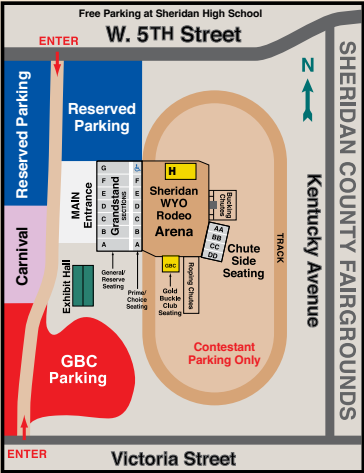 Free Parking at Sheridan High School
W. 5TH Street
ENTER
N
SHERIDAN COUNTY FAIRGROUNDS
Kentucky Avenue
Reserved Parking
Reserved
Parking
MAIN
Entrance
G
F
E
D
C
B
A
Grandstand
SECTIONS
F
E
D
C
B
A
H
Sheridan
WYO
Rodeo
Arena
Bucking
Chutes
AA
BB
CC
DD
Chute
Side
Seating
TRACK
Carnival
Exhibit Hall
General/
Reserve
Seating
Prime/
Choice
Seating
GBC
Gold
Buckle
Club
Seating
Roping Chutes
Contestant
Parking Only
GBC
Parking
ENTER
Victoria Street